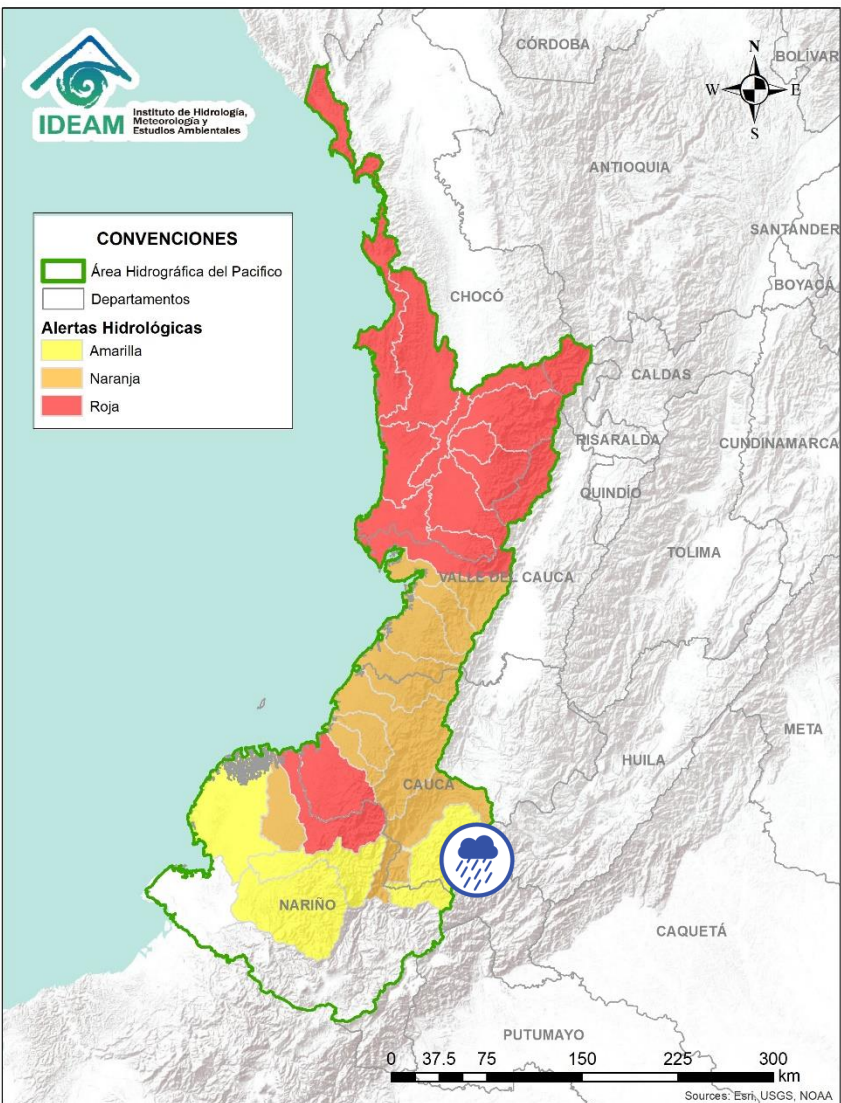 IDEAM
Instituto de Hidrología,
Meteorología y
Estudios Ambientales
CÓRDOBA
BOLÍVAR
N
W
E
S
ANTIOQUIA
SANTANDER
CONVENCIONES
Área Hidrográfica del Pacifico
Departamentos
Alertas Hidrológicas
Amarilla
Naranja
Roja
BOYACÁ
CHOCÓ
CALDAS
RISARALDA
CUNDINAMARCA
QUINDÍO
TOLIMA
VALLE DEL CAUCA
META
HUILA
CAUCA
NARIÑO
CAQUETÁ
PUTUMAYO
0 37.5 75 150 225 300
km
Sources: Esri, USGS, NOAA